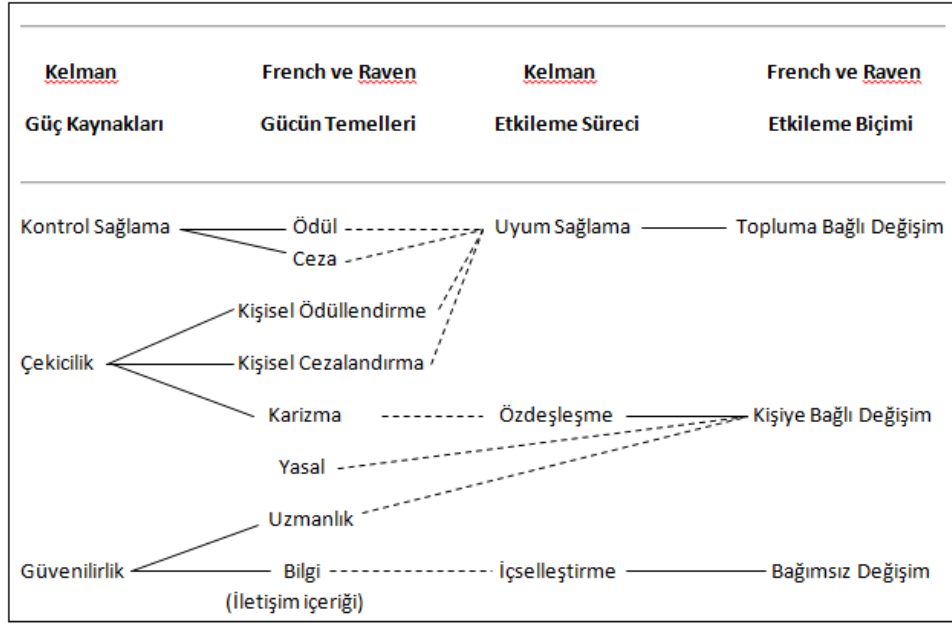 Kelman French ve Raven Kelman French ve Raven
Güç Kaynakları Gücün Temelleri Etkileme Süreci Etkileme Biçimi
Kontrol Sağlama Ödül Uyum Sağlama Topluma Bağlı Değişim
Ceza
Kişisel Ödüllendirme
Çekicilik Kişisel Cezalandırma
Karizma Özdeşleşme Kişiye Bağlı Değişim
Yasal
Uzmanlık
Güvenilirlik Bilgi İçselleştirme Bağımsız Değişim
(İletişim içeriği)